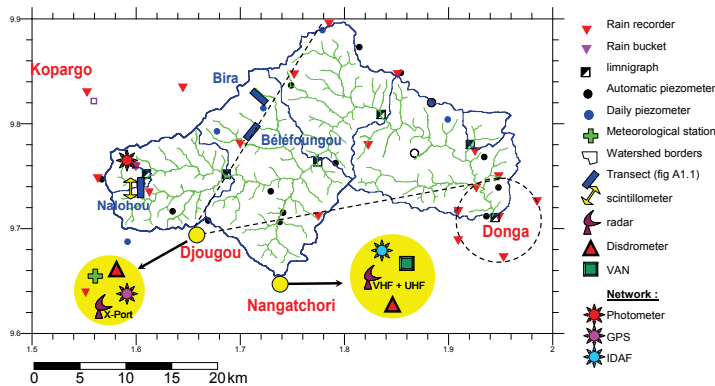 9.9
9.8
9.7
9.6
1.5
1.6
1.7
1.8
1.9
2
0
5
10
15
20 km
Kopargo
Bira
Béléfoungou
Nalohou
Djougou
Nangatchori
Donga
X-Port
VHF + UHF
Rain recorder
Rain bucket
limnigraph
Automatic piezometer
Daily piezometer
Meteorological station
Watershed borders
Transect (fig A1.1)
scintillometer
radar
Disdrometer
VAN
Network :
Photometer
GPS
IDAF